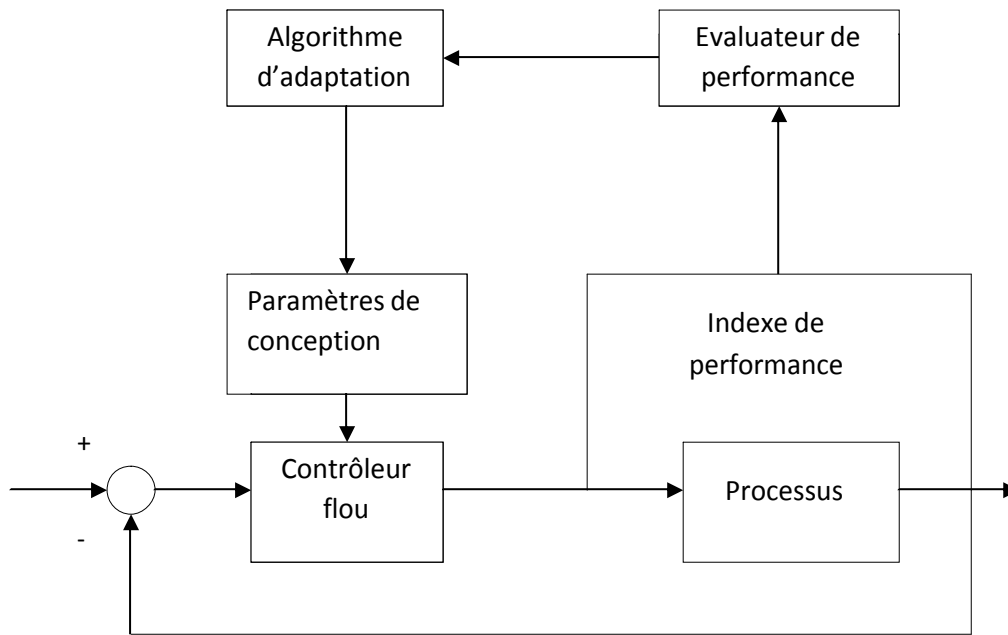 Algorithme
d’adaptation
Evaluateur de
performance
Paramètres de
conception
Indexe de
performance
+
Contrôleur
flou
Processus
-